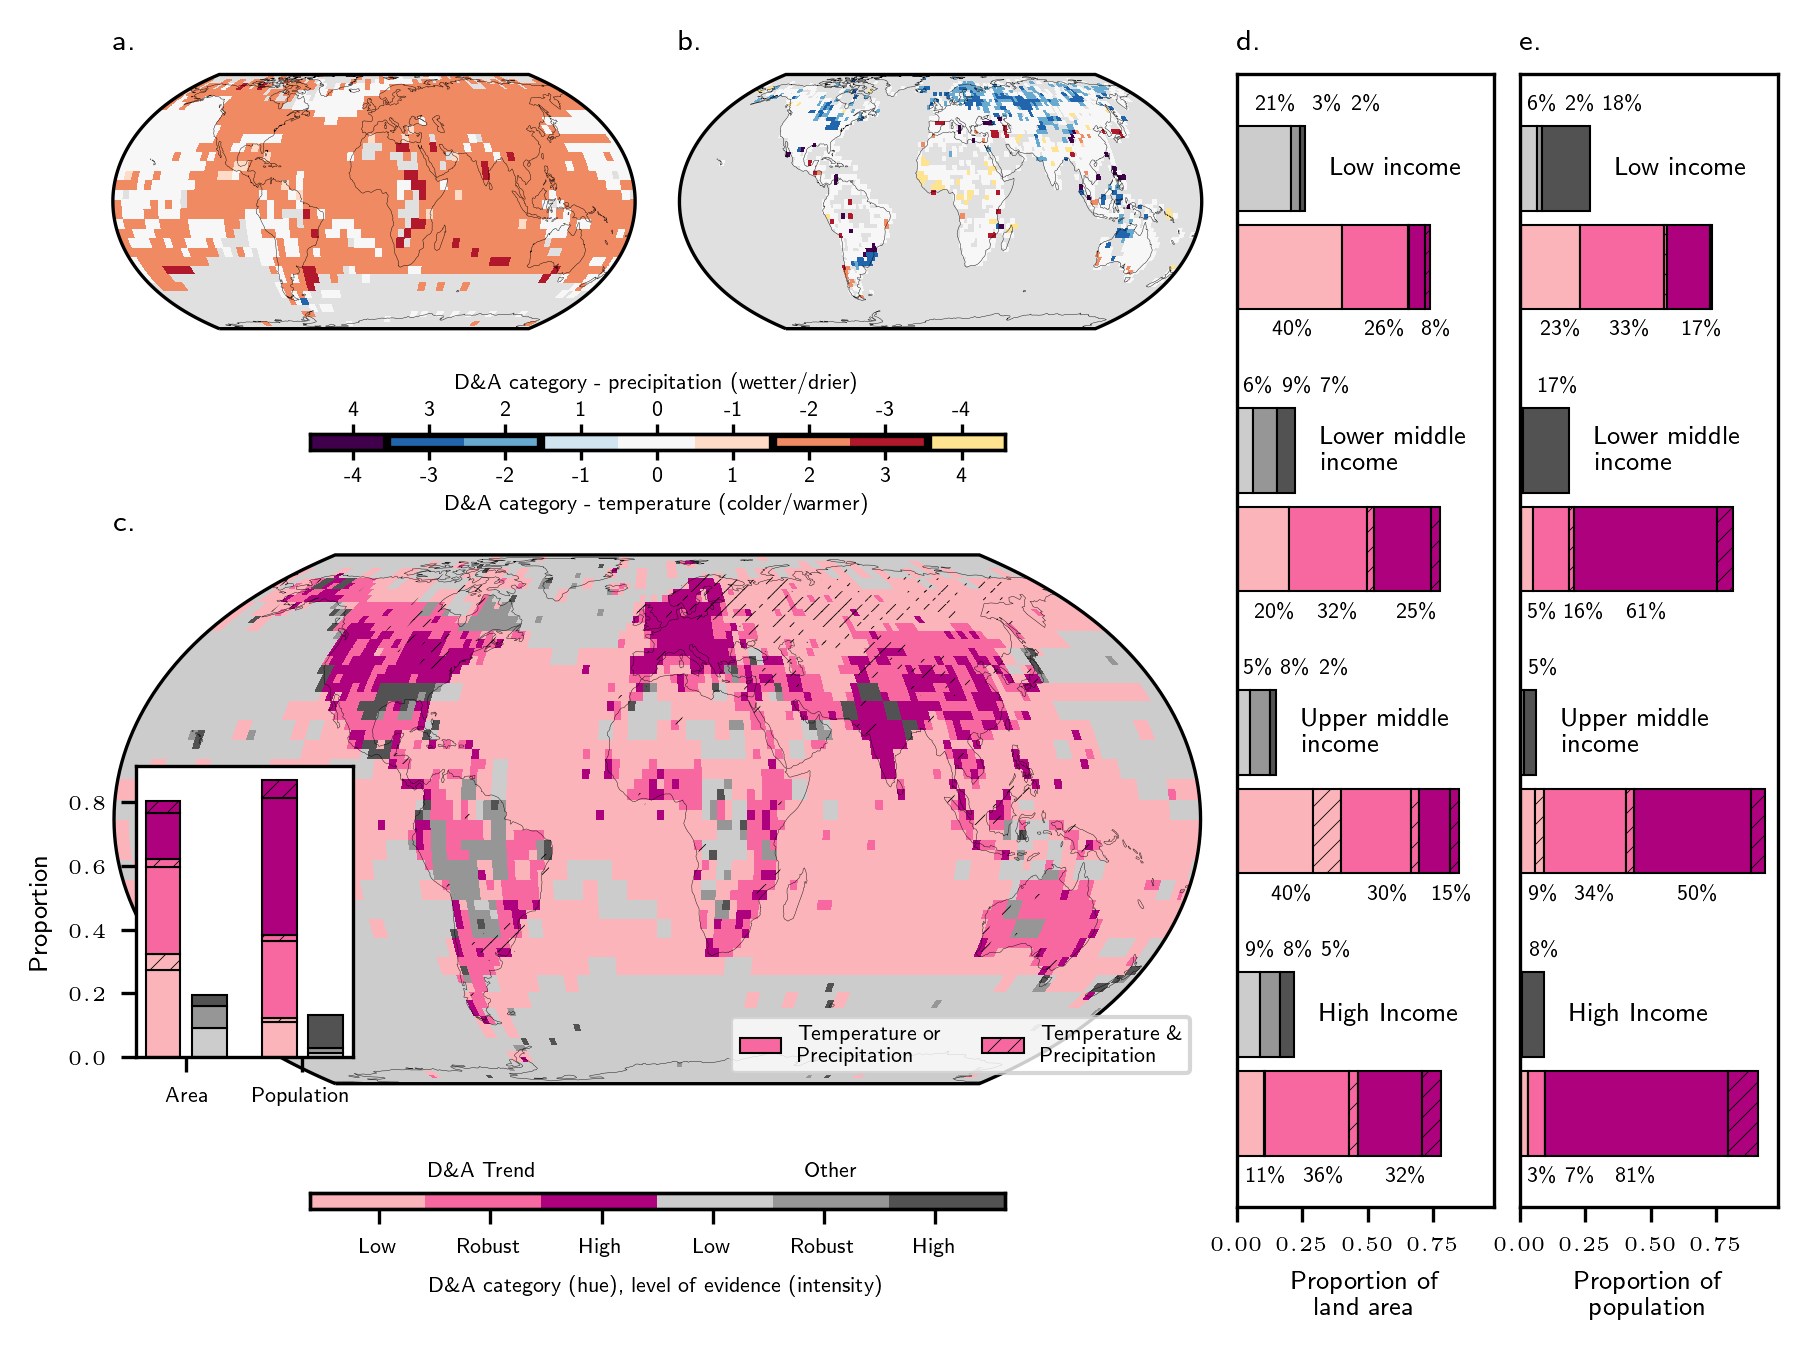 a.
b.
D&A category - precipitation (wetter/drier)
4 3 2 1 0 -1 -2 -3 -4
-4 -3 -2 -1 0 1 2 3 4
D&A category - temperature (colder/warmer)
c.
Proportion
0.8
0.6
0.4
0.2
0.0
Area Population
Temperature or
Precipitation
Temperature &
Precipitation
D&A Trend Other
Low Robust High Low Robust High
D&A category (hue), level of evidence (intensity)
d.
21% 3% 2%
Low income
40% 26% 8%
6% 9% 7%
Lower middle
income
20% 32% 25%
5% 8% 2%
Upper middle
income
40% 30% 15%
9% 8% 5%
High Income
11% 36% 32%
0.00 0.25 0.50 0.75
Proportion of
land area
e.
6% 2% 18%
Low income
23% 33% 17%
17%
Lower middle
income
5% 16% 61%
5%
Upper middle
income
9% 34% 50%
8%
High Income
3% 7% 81%
0.00 0.25 0.50 0.75
Proportion of
population